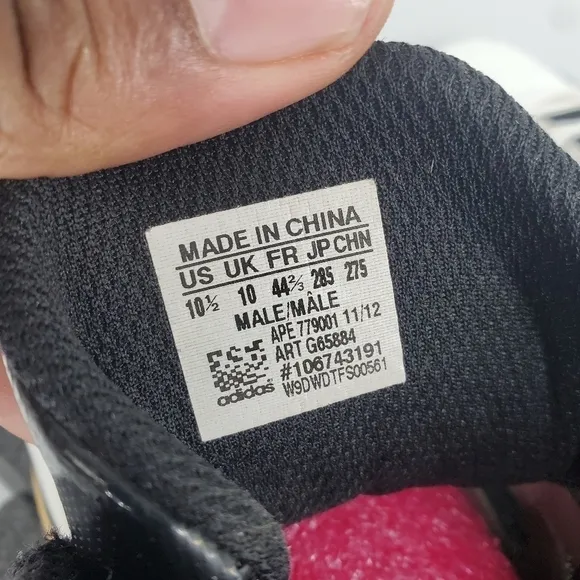 MADE IN CHINA
US UK FR JP CHN
10½ 10 44⅔ 285 275
MALE/MÂLE
APE 779001 11/12
ART G65884
#106743191
W9DWDTFS00561
adidas